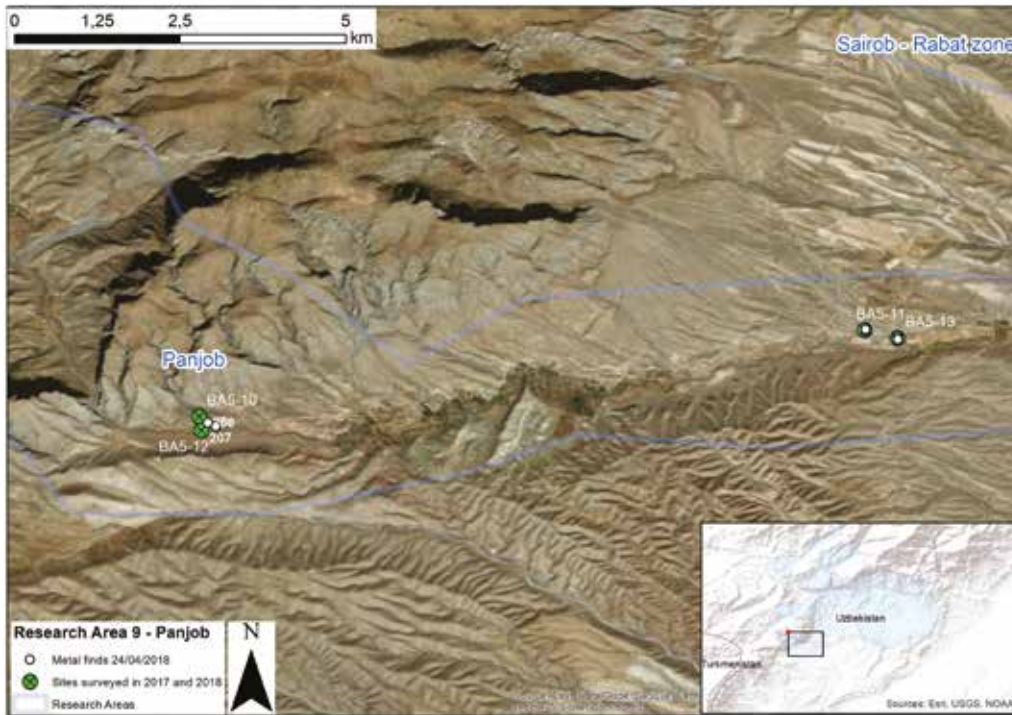 0 1,25 2,5 5
km
Sairob - Rabat zone
BA5-11
BA5-13
Panjob
BA5-10
BA5-12
207
Research Area 9 - Panjob
Metal finds 24/04/2018
Sites surveyed in 2017 and 2018
Research Areas
N
Uzbekistan
Turkmenistan
Sources: Esri, USGS, NOAA